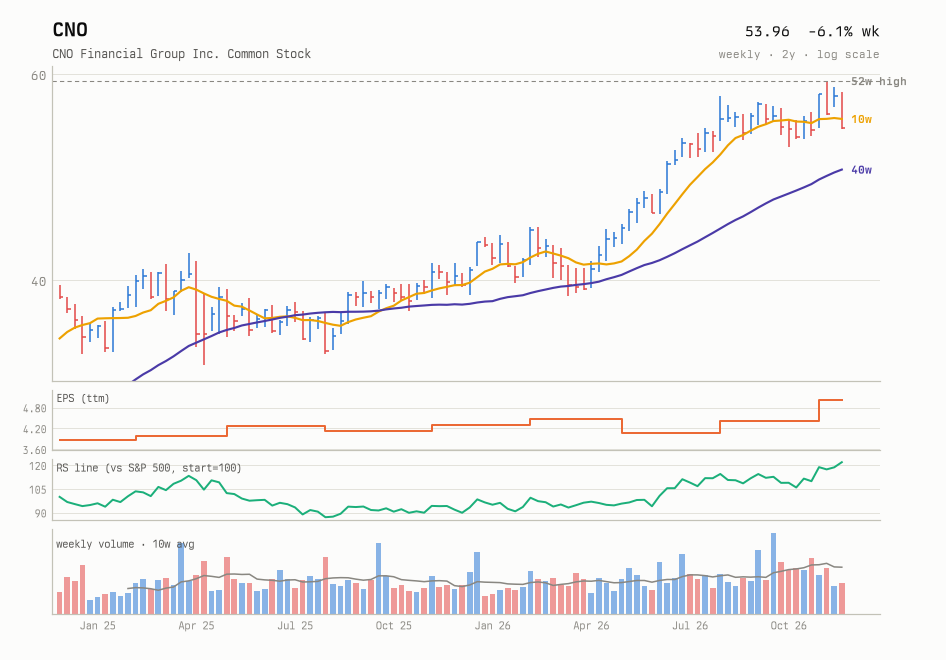 CNO
53.96 -6.1% wk
CNO Financial Group Inc. Common Stock
weekly · 2y · log scale
60
52w high
10w
40w
40
EPS (ttm)
4.80
4.20
3.60
RS line (vs S&P 500, start=100)
120
105
90
weekly volume · 10w avg
Jan 25 Apr 25 Jul 25 Oct 25 Jan 26 Apr 26 Jul 26 Oct 26